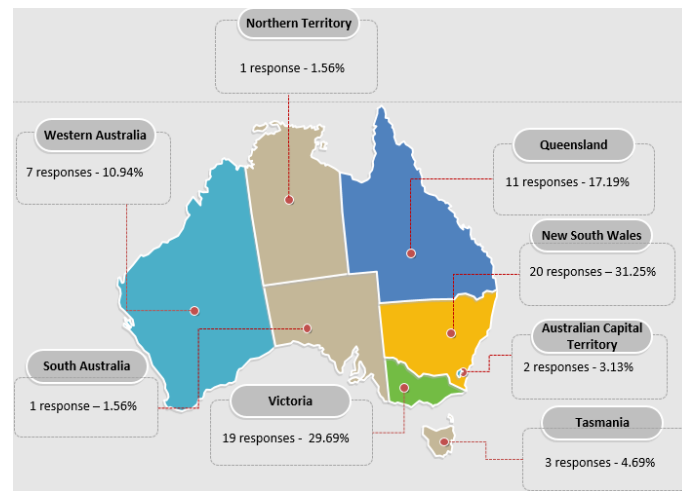 Northern Territory
1 response - 1.56%
Western Australia
7 responses - 10.94%
Queensland
11 responses - 17.19%
New South Wales
20 responses – 31.25%
Australian Capital
Territory
2 responses - 3.13%
South Australia
1 response – 1.56%
Victoria
19 responses -  29.69%
Tasmania
3 responses - 4.69%